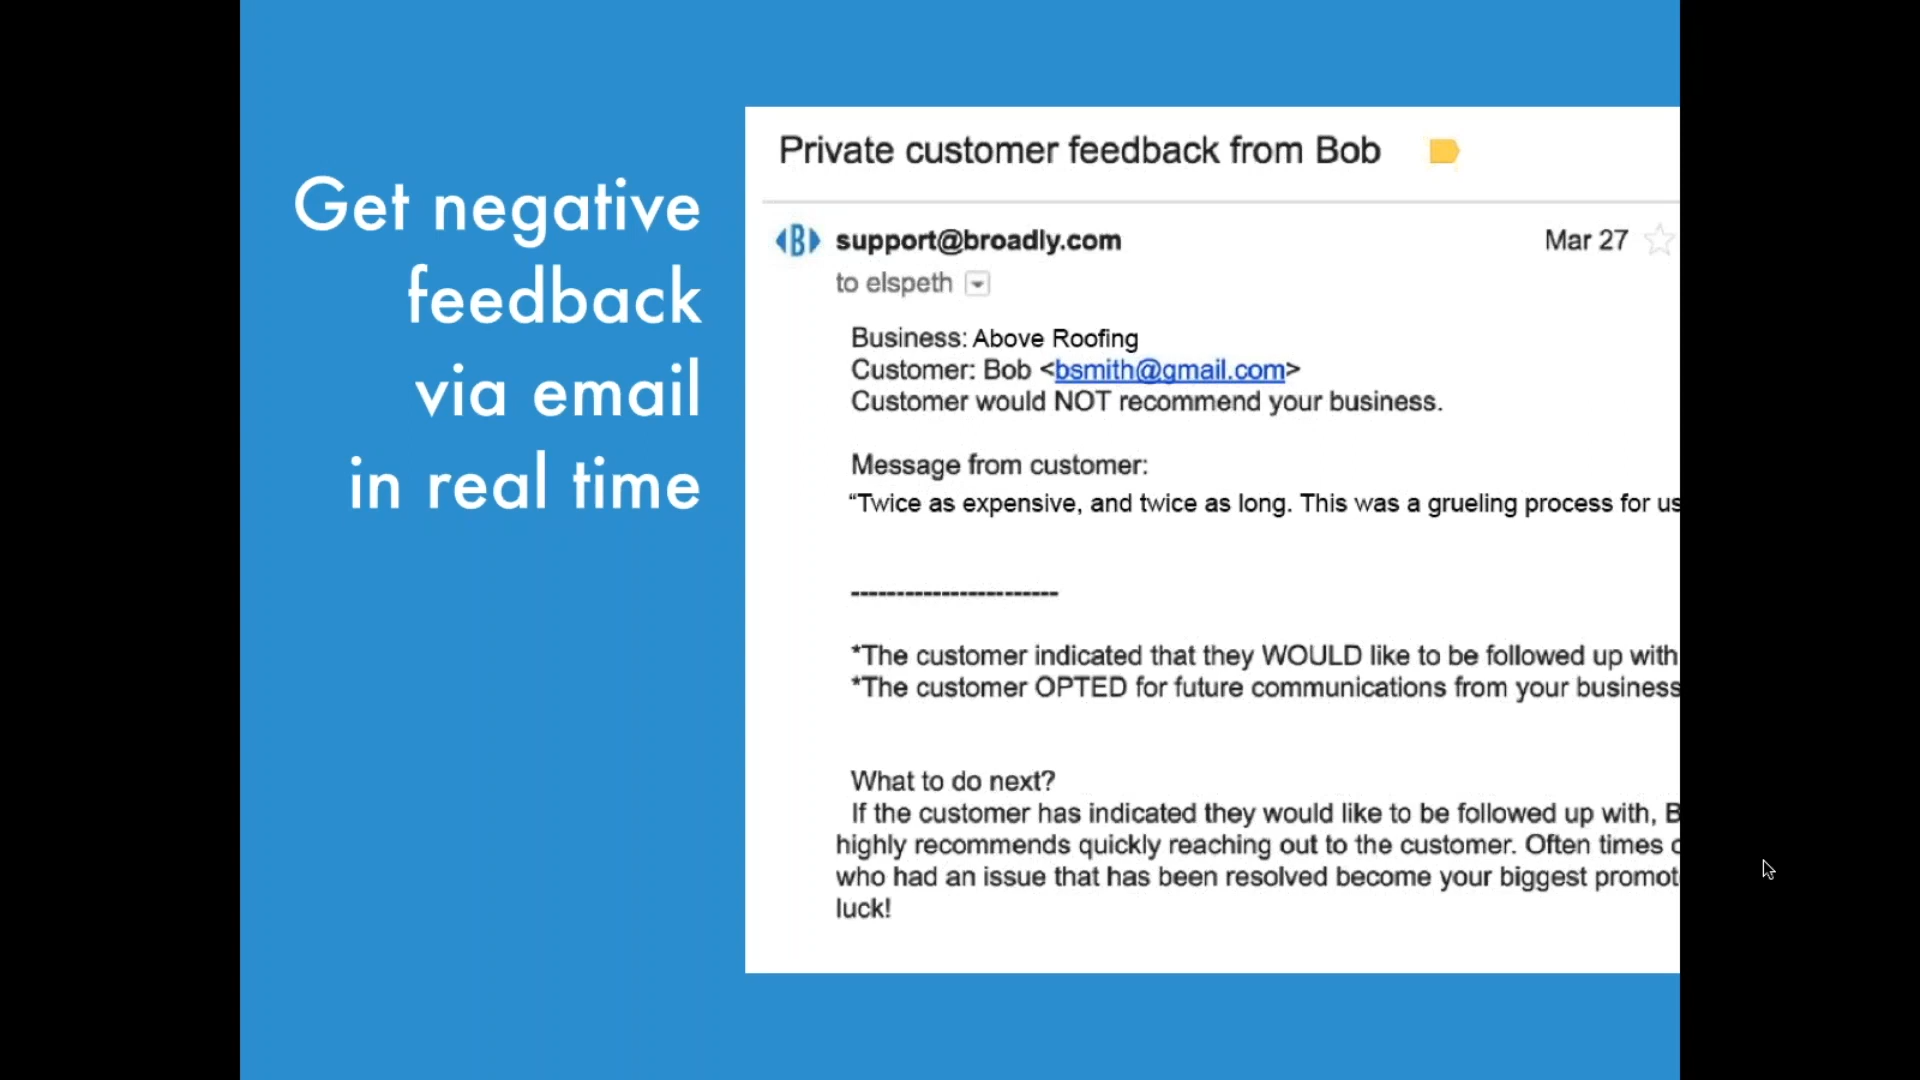 Get negative
feedback
via email
in real time
Private customer feedback from Bob
B support@broadly.com Mar 27
to elspeth
Business: Above Roofing
Customer: Bob <bsmith@gmail.com>
Customer would NOT recommend your business.
Message from customer:
“Twice as expensive, and twice as long. This was a grueling process for us
-----------------------
*The customer indicated that they WOULD like to be followed up with
*The customer OPTED for future communications from your business
What to do next?
If the customer has indicated they would like to be followed up with, B
highly recommends quickly reaching out to the customer. Often times
who had an issue that has been resolved become your biggest promot
luck!